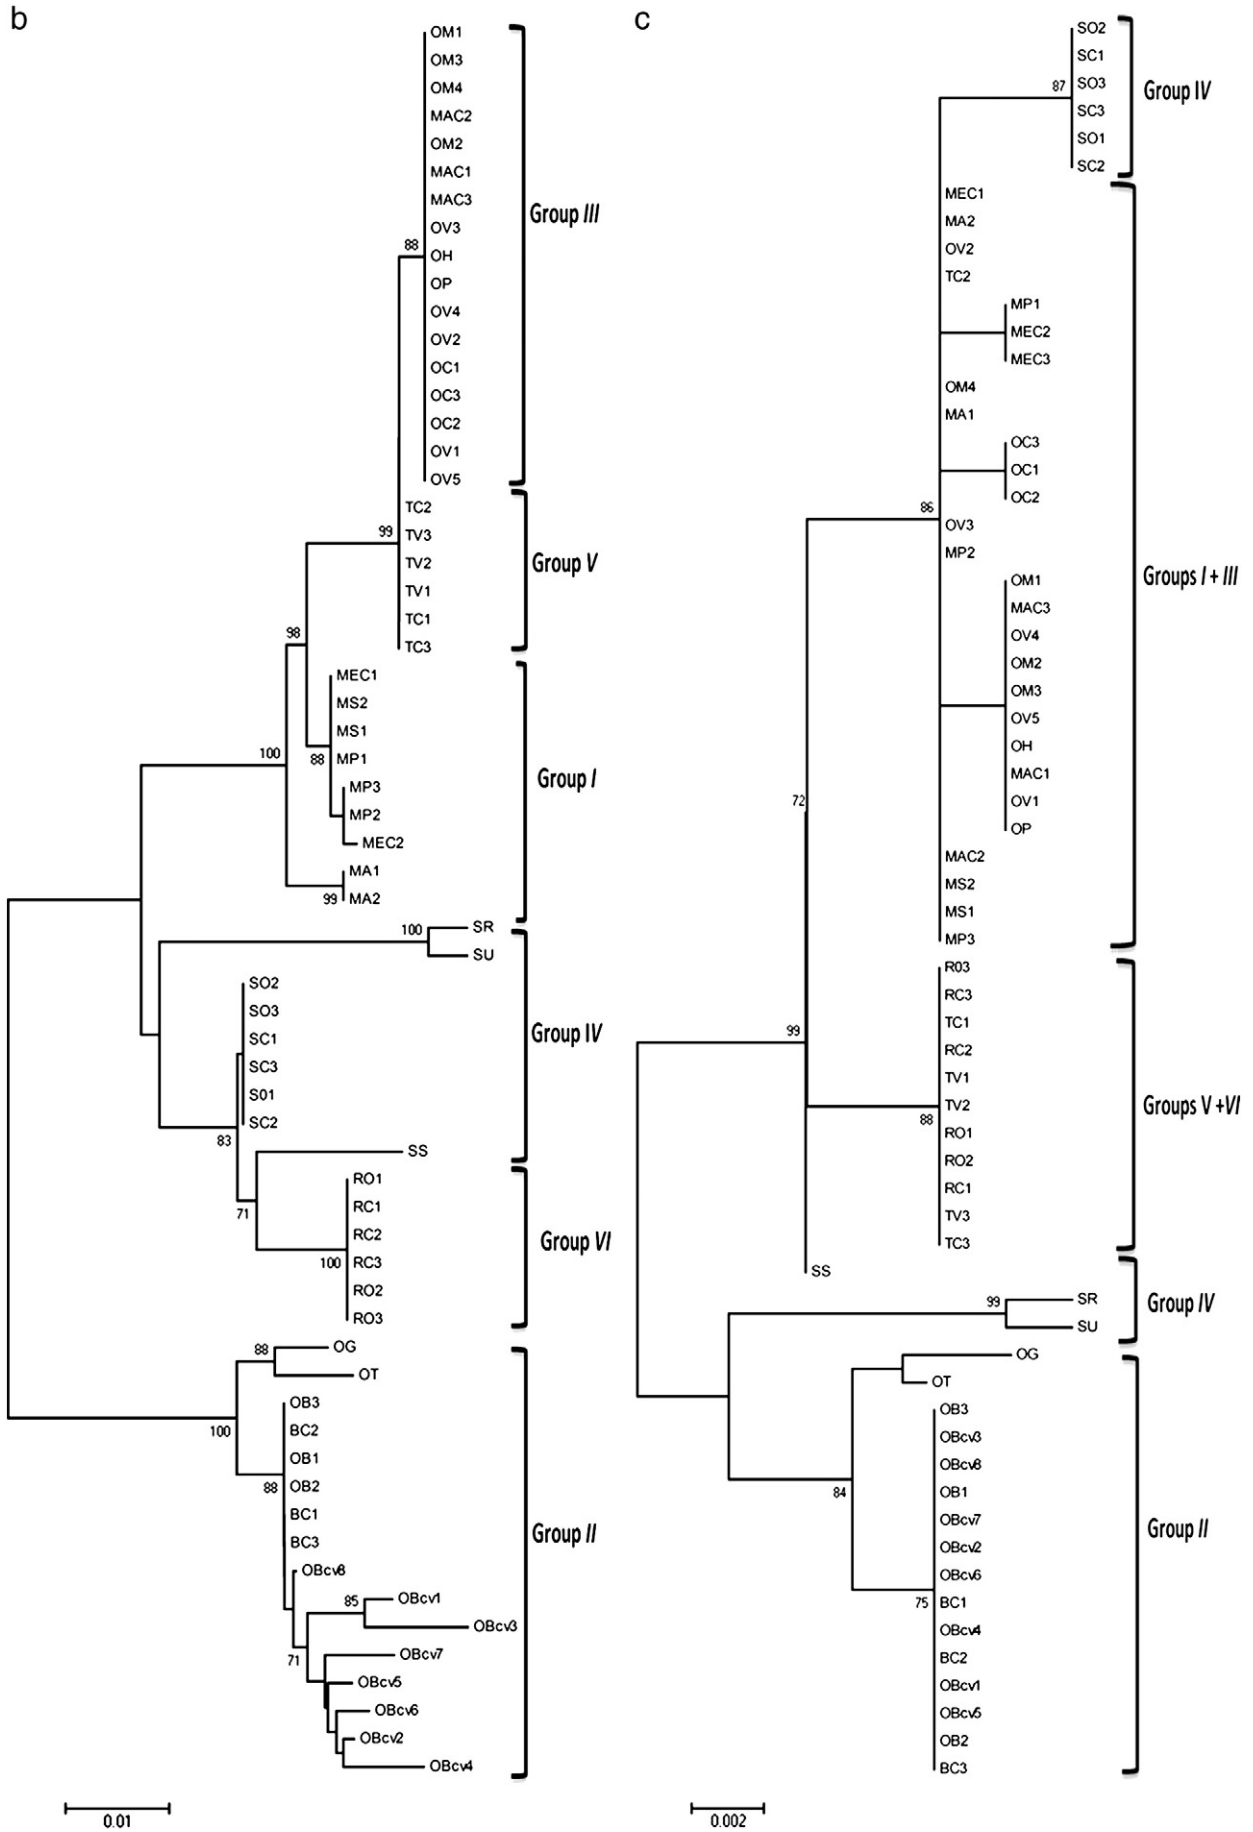 b
OM1
OM3
OM4
MAC2
OM2
MAC1
MAC3
OV3
88
OH
OP
OV4
OV2
OC1
OC3
OC2
OV1
OV5
Group III
TC2
99
TV3
TV2
TV1
TC1
TC3
Group V
98
MEC1
MS2
MS1
100
88
MP1
MP3
MP2
MEC2
MA1
99
MA2
Group I
100
SR
SU
SO2
SO3
SC1
SC3
S01
SC2
83
SS
Group IV
RO1
RC1
71
RC2
100
RC3
RO2
RO3
Group VI
88
OG
OT
OB3
100
BC2
OB1
88
OB2
BC1
BC3
OBcv8
85
OBcv1
OBcv3
71
OBcv7
OBcv5
OBcv6
OBcv2
OBcv4
Group II
0.01
c
SO2
SC1
87
SO3
SC3
SO1
SC2
Group IV
MEC1
MA2
OV2
TC2
MP1
MEC2
MEC3
OM4
MA1
OC3
OC1
OC2
86
OV3
MP2
OM1
MAC3
OV4
OM2
OM3
OV5
OH
MAC1
72
OV1
OP
MAC2
MS2
MS1
MP3
Groups I + III
R03
RC3
TC1
99
RC2
TV1
TV2
88
RO1
RO2
RC1
TV3
TC3
Groups V +VI
SS
99
SR
SU
Group IV
OG
OT
OB3
OBcv3
OBcv8
84
OB1
OBcv7
OBcv2
OBcv6
75
BC1
OBcv4
BC2
OBcv1
OBcv5
OB2
BC3
Group II
0.002